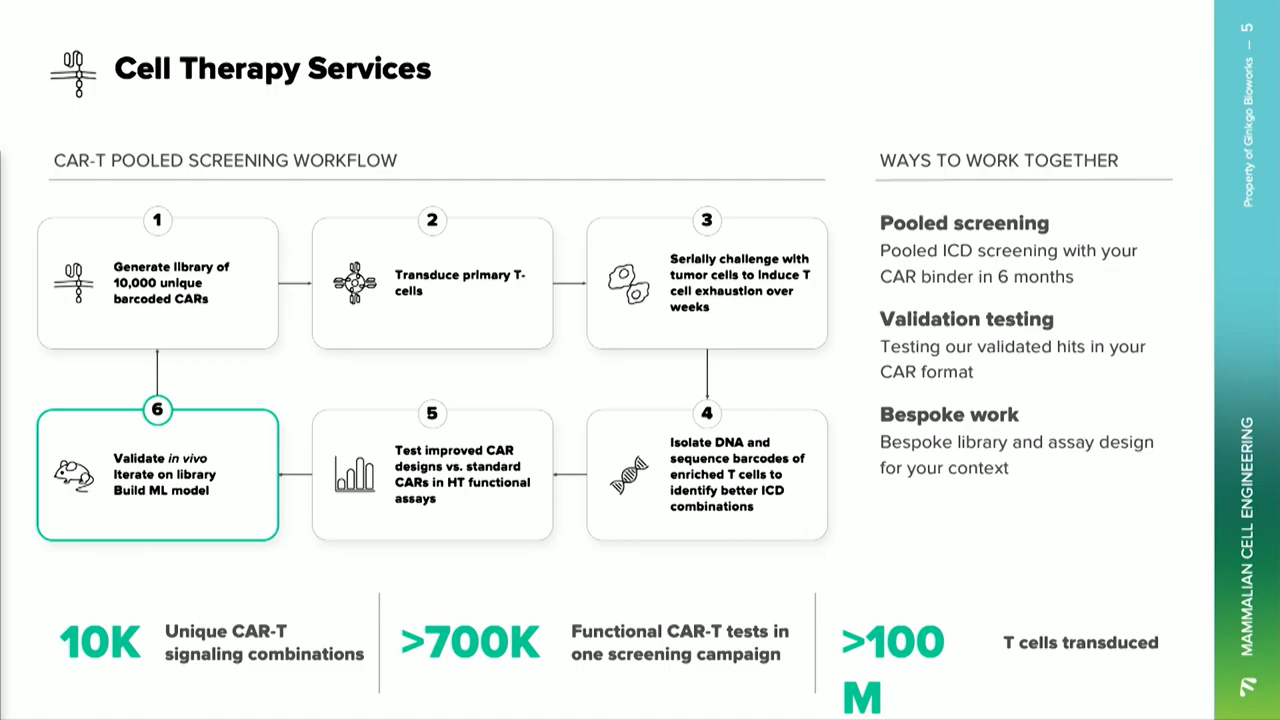 Cell Therapy Services
CAR-T POOLED SCREENING WORKFLOW
1
Generate library of
10,000 unique
barcoded CARs
2
Transduce primary T-
cells
3
Serially challenge with
tumor cells to induce T
cell exhaustion over
weeks
4
Isolate DNA and
sequence barcodes of
enriched T cells to
identify better ICD
combinations
5
Test improved CAR
designs vs. standard
CARs in HT functional
assays
6
Validate in vivo
Iterate on library
Build ML model
WAYS TO WORK TOGETHER
Pooled screening
Pooled ICD screening with your
CAR binder in 6 months
Validation testing
Testing our validated hits in your
CAR format
Bespoke work
Bespoke library and assay design
for your context
10K
Unique CAR-T
signaling combinations
>700K
Functional CAR-T tests in
one screening campaign
>100
M
T cells transduced
MAMMALIAN CELL ENGINEERING
Property of Ginkgo Bioworks — 5